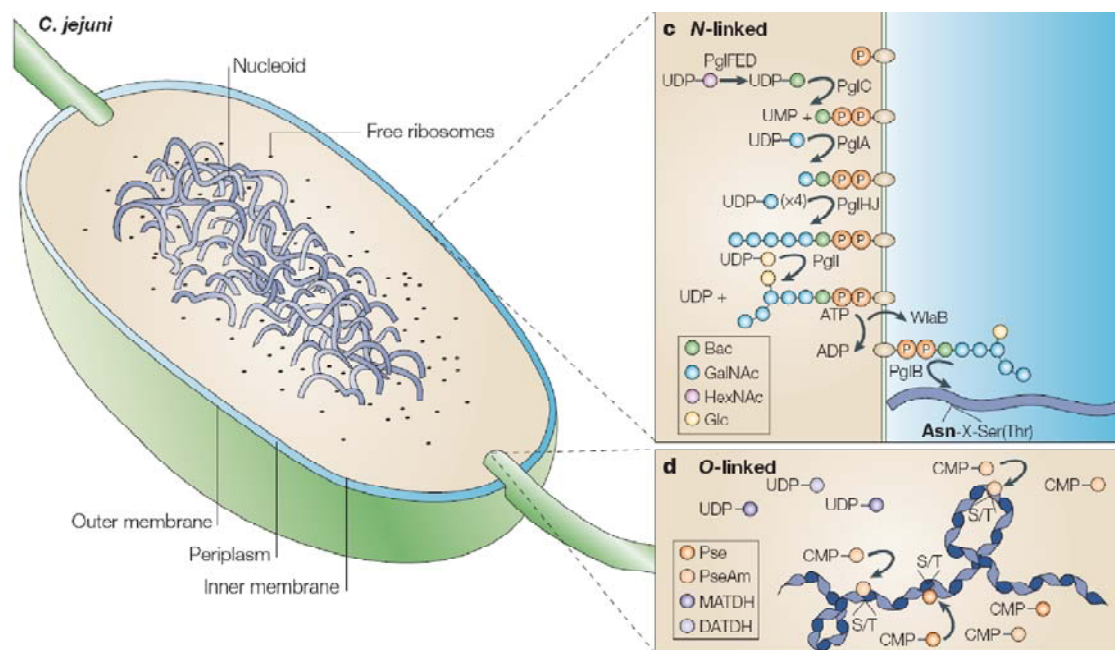 C. jejuni
Nucleoid
Free ribosomes
Outer membrane
Periplasm
Inner membrane
c N-linked
P
PglFED
UDP UDP PglC
UMP + P P
UDP PglA
P P
UDP (x4) PglHJ
P P
UDP PglI
UDP + P P
ATP WlaB
ADP P P
PglB
Bac
GalNAc
HexNAc
Glc
Asn-X-Ser(Thr)
d O-linked
CMP
CMP
UDP
UDP
UDP
S/T
Pse
PseAm
MATDH
DATDH
CMP
S/T
S/T
CMP
CMP
CMP